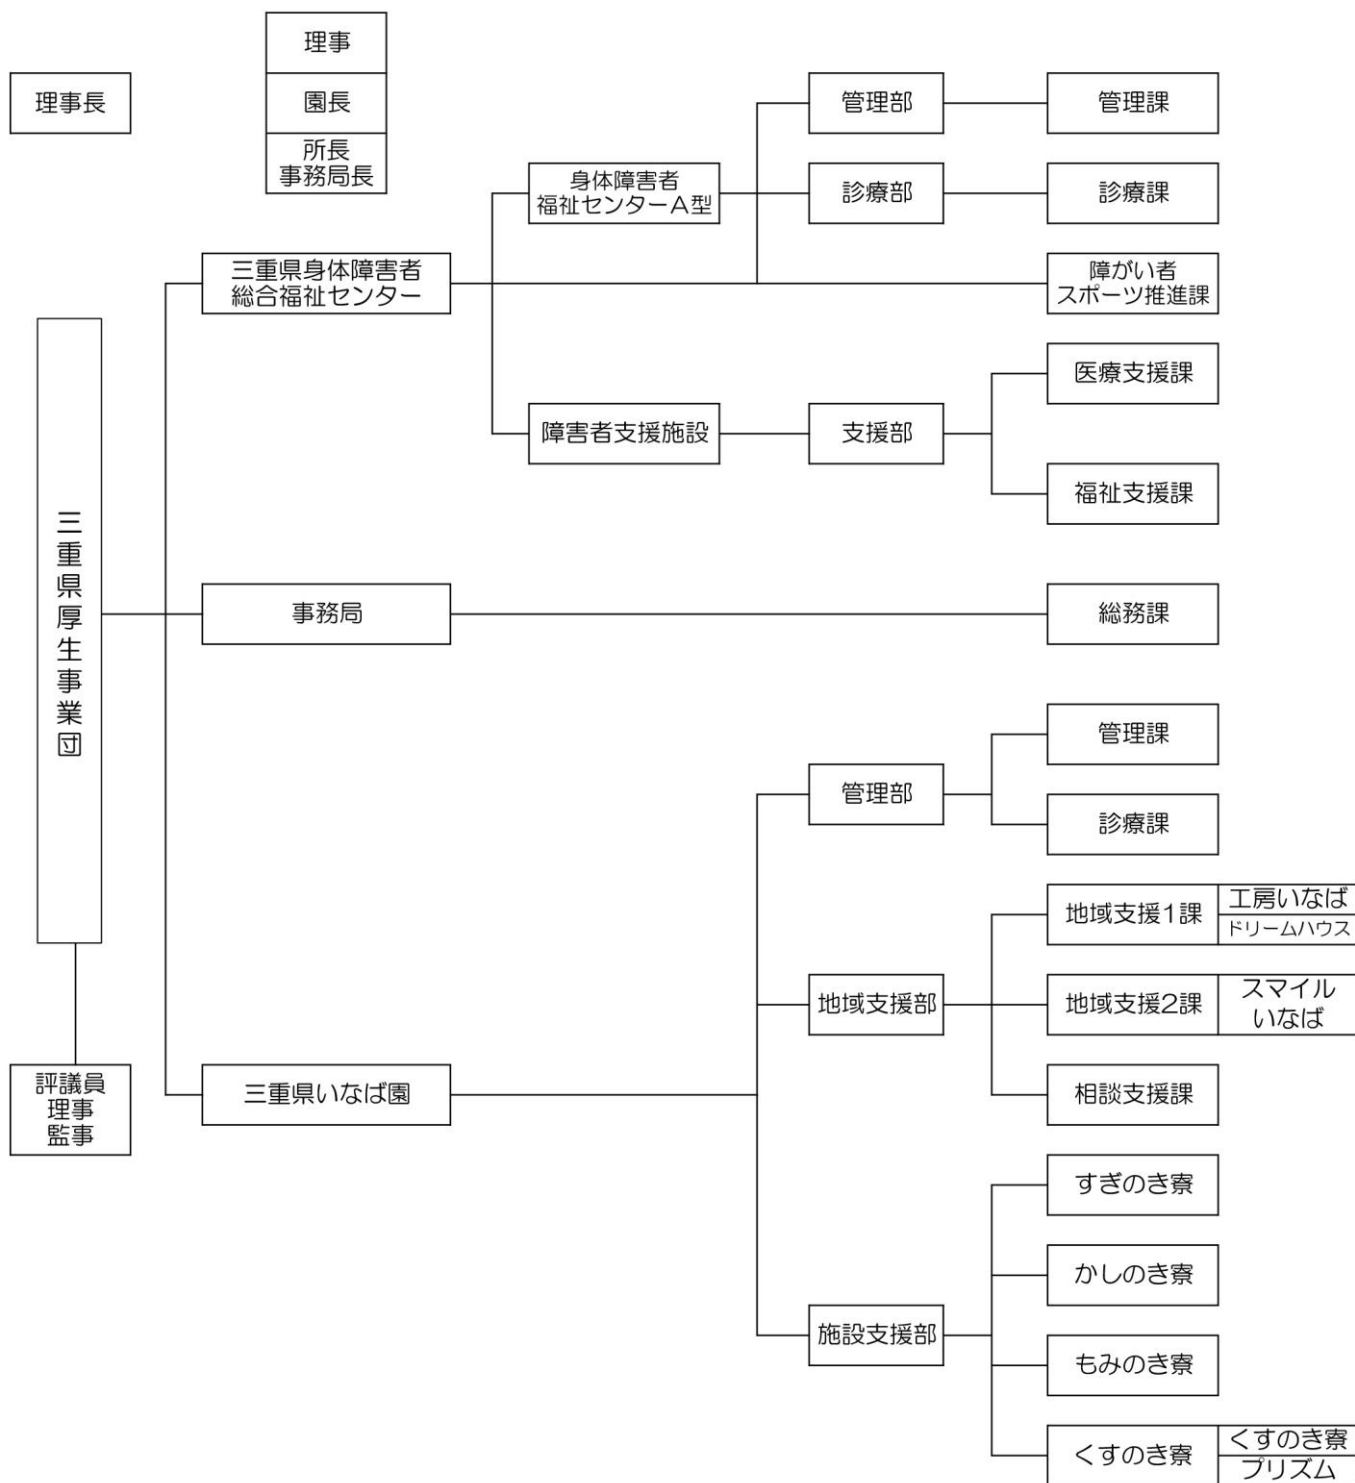 理事
理事長
園長
所長
事務局長
管理部
管理課
身体障害者
福祉センターA型
診療部
診療課
三重県身体障害者
総合福祉センター
障がい者
スポーツ推進課
医療支援課
障害者支援施設
支援部
福祉支援課
三重県厚生事業団
事務局
総務課
管理課
管理部
診療課
地域支援1課
工房いなば
ドリームハウス
地域支援部
地域支援2課
スマイル
いなば
評議員
理事
監事
三重県いなば園
相談支援課
すぎのき寮
かしのき寮
施設支援部
もみのき寮
くすのき寮
くすのき寮
プリズム